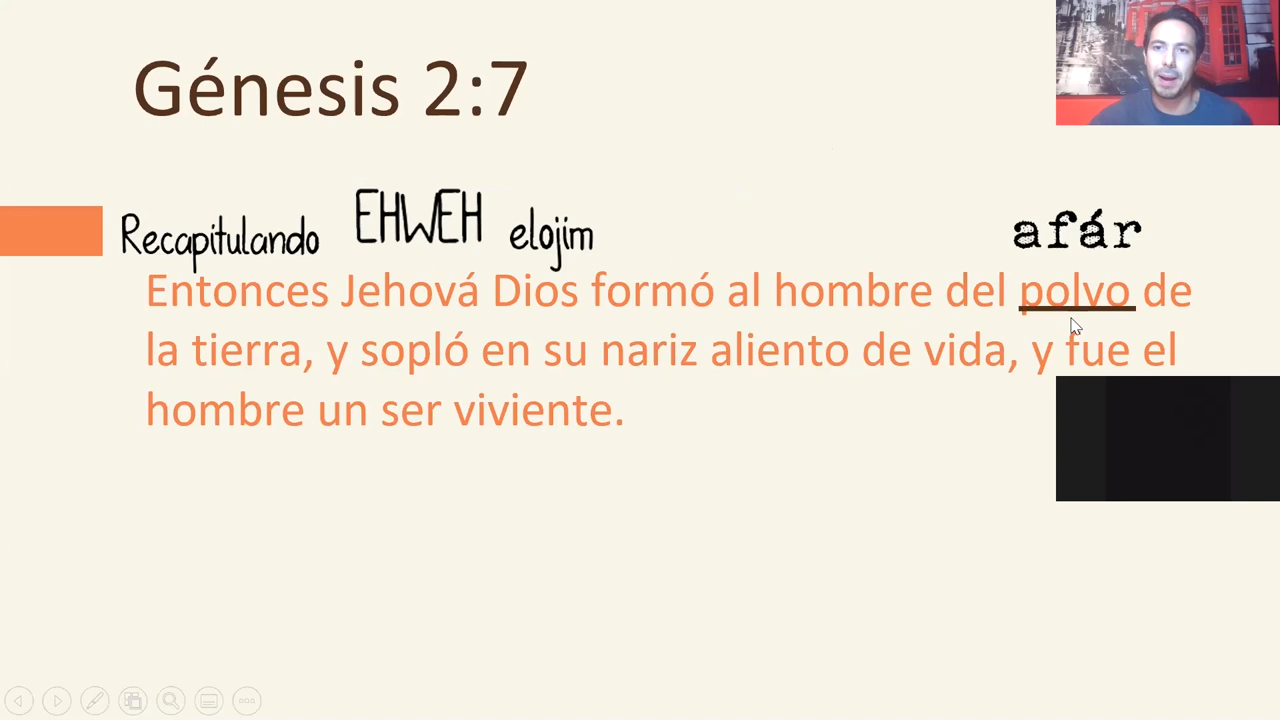 Génesis 2:7
Recapitulando EHWEH elojim afár
Entonces Jehová Dios formó al hombre del polvo de
la tierra, y sopló en su nariz aliento de vida, y fue el
hombre un ser viviente.